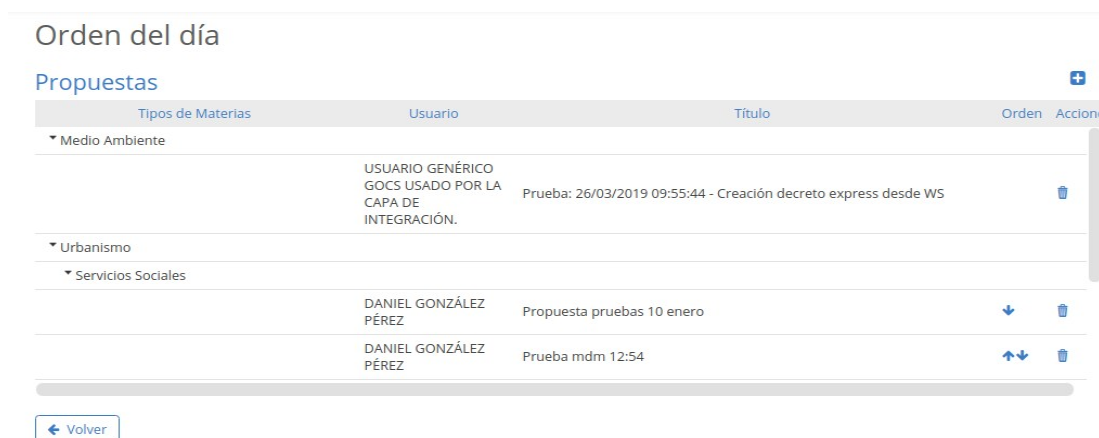 Orden del día
Propuestas
Tipos de Materias Usuario Título Orden Accione
Medio Ambiente
USUARIO GENÉRICO
GOCS USADO POR LA
CAPA DE
INTEGRACIÓN.
Prueba: 26/03/2019 09:55:44 - Creación decreto express desde WS
Urbanismo
Servicios Sociales
DANIEL GONZÁLEZ
PÉREZ
Propuesta pruebas 10 enero
DANIEL GONZÁLEZ
PÉREZ
Prueba mdm 12:54
Volver